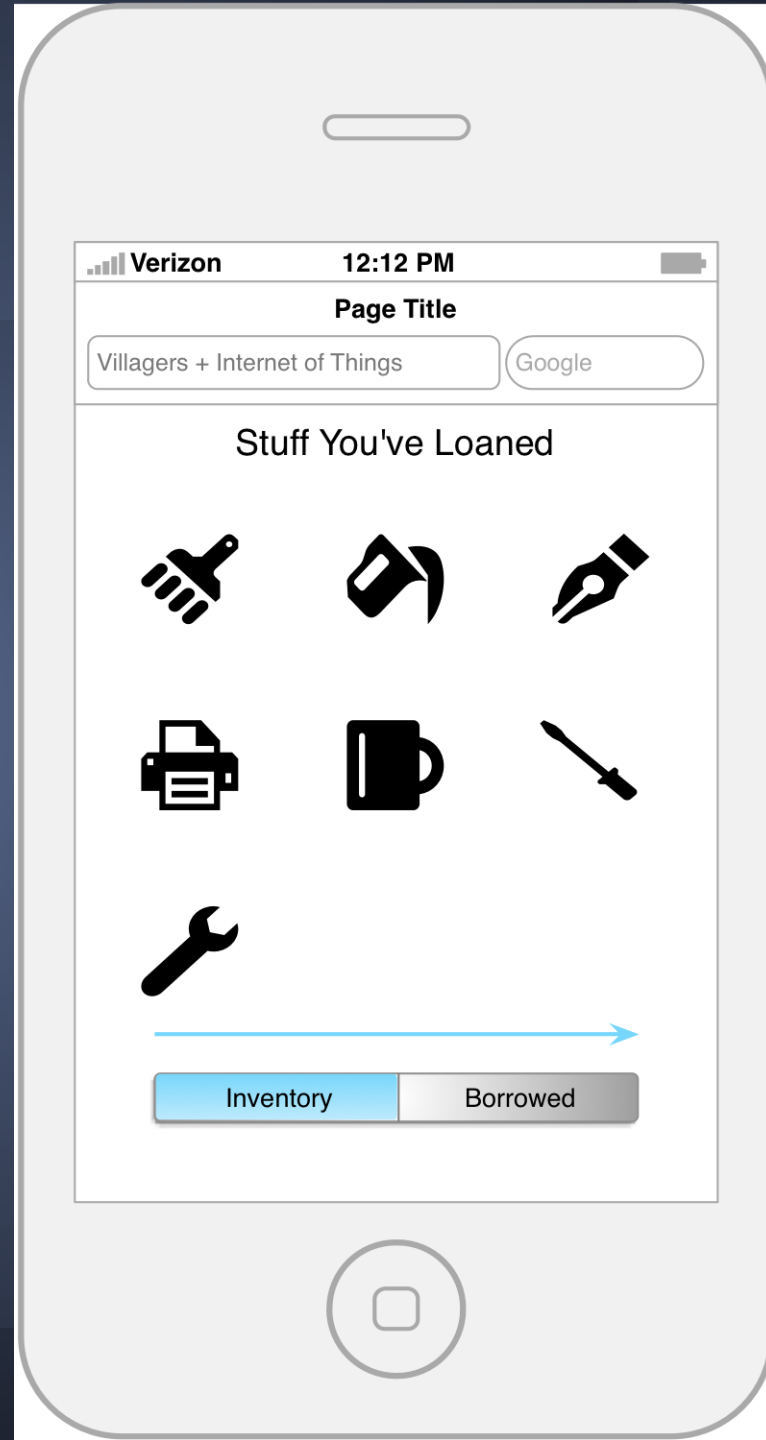 Verizon 12:12 PM
Page Title
Villagers + Internet of Things Google
Stuff You've Loaned
Inventory Borrowed